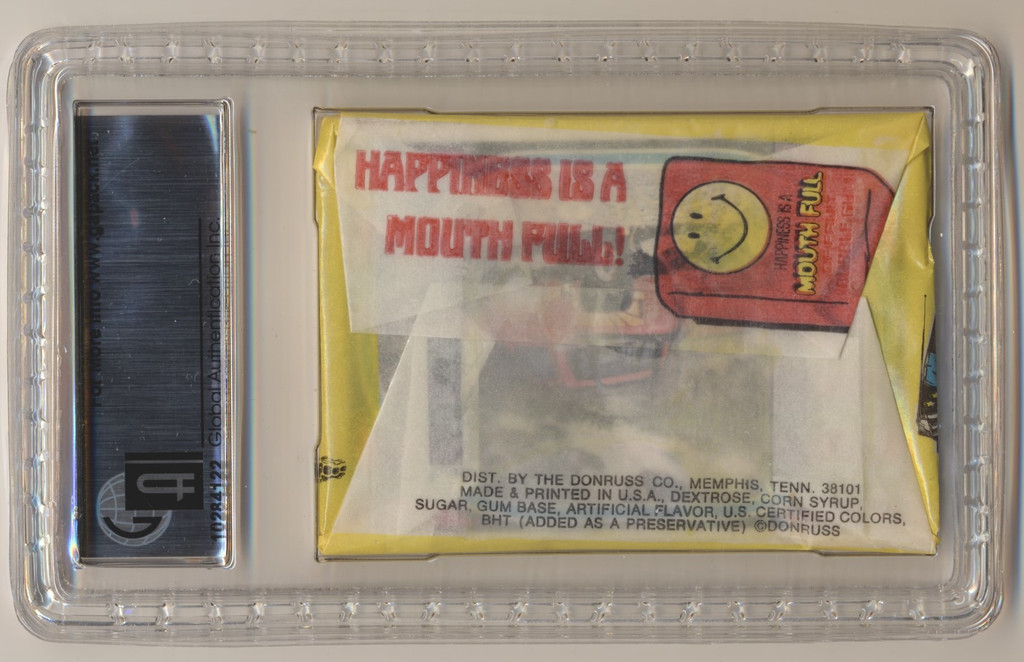 HAPPINESS IS A
MOUTH FULL!
HAPPINESS IS A
MOUTH FULL
DIST. BY THE DONRUSS CO., MEMPHIS, TENN. 38101
MADE & PRINTED IN U.S.A., DEXTROSE, CORN SYRUP,
SUGAR, GUM BASE, ARTIFICIAL FLAVOR, U.S. CERTIFIED COLORS,
BHT (ADDED AS A PRESERVATIVE) ©DONRUSS
Global Authentication, Inc.
10284122